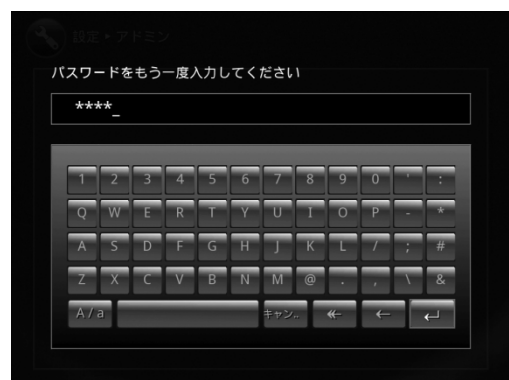 設定・アドミン
パスワードをもう一度入力してください
****_
1 2 3 4 5 6 7 8 9 0 ' :
Q W E R T Y U I O P - *
A S D F G H J K L / ; #
Z X C V B N M @ . , \ &
A/a キャン.. ↞ ← ↵